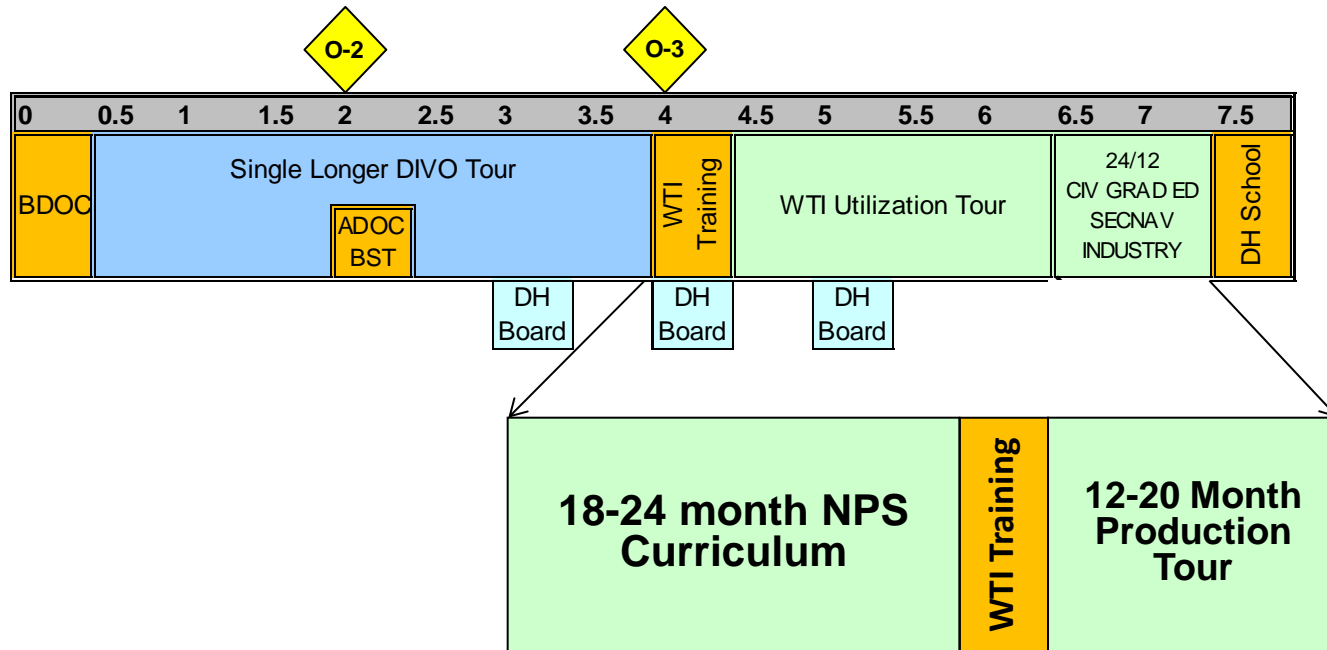 O-2
O-3
0 0.5 1 1.5 2 2.5 3 3.5 4 4.5 5 5.5 6 6.5 7 7.5
BDOC
Single Longer DIVO Tour
ADOC
BST
WTI
Training
WTI Utilization Tour
24/12
CIV GRAD ED
SECNAV
INDUSTRY
DH School
DH
Board
DH
Board
DH
Board
18-24 month NPS
Curriculum
WTI Training
12-20 Month
Production
Tour